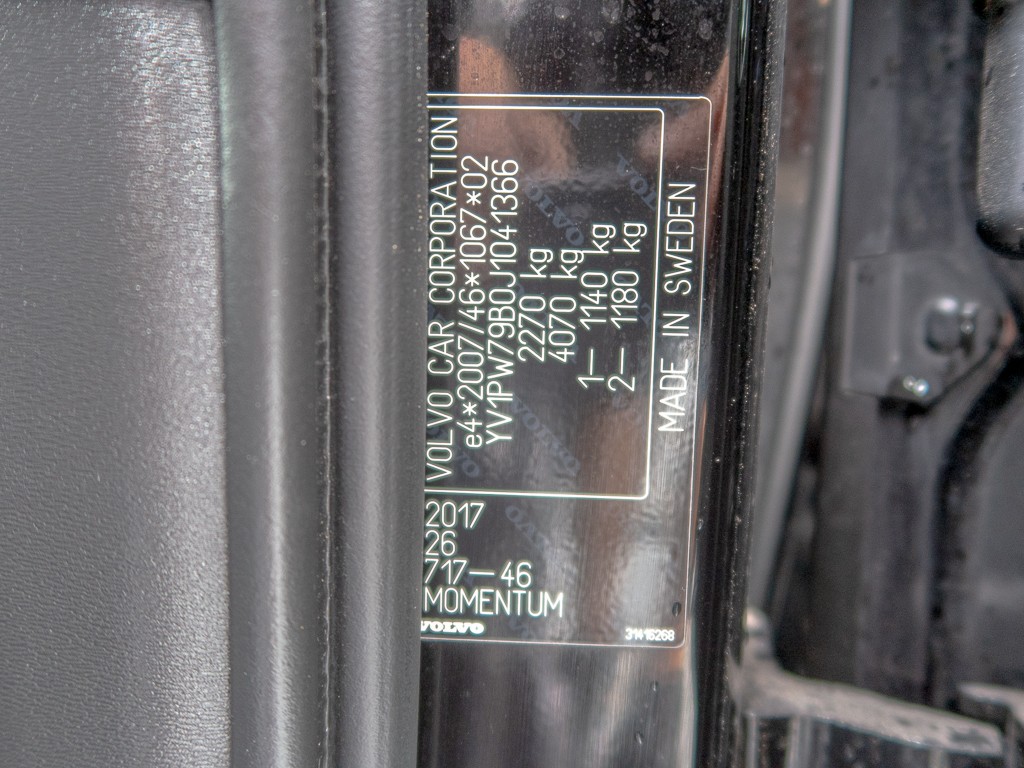 VOLVO CAR CORPORATION
e4*2007/46*1067*02
YV1PW79B0J1041366
2270 kg
4070 kg
1— 1140 kg
2— 1180 kg
MADE IN SWEDEN
2017
26
717—46
MOMENTUM
VOLVO
31416268